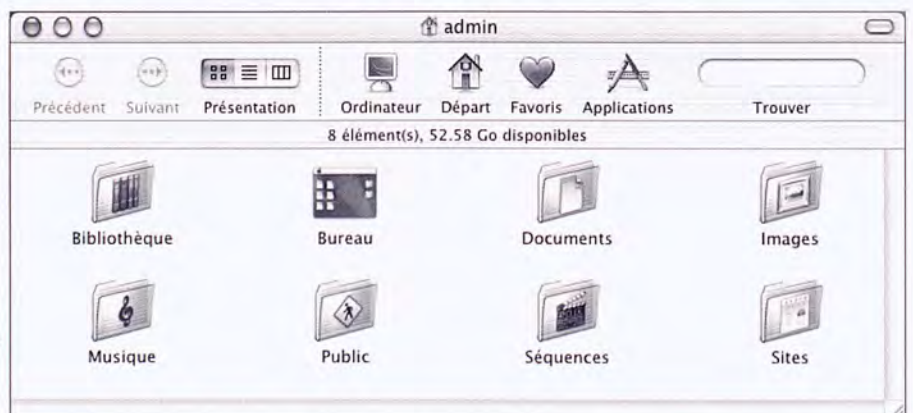 admin
Précédent Suivant Présentation Ordinateur Départ Favoris Applications Trouver
8 élément(s), 52.58 Go disponibles
Bibliothèque Bureau Documents Images
Musique Public Séquences Sites